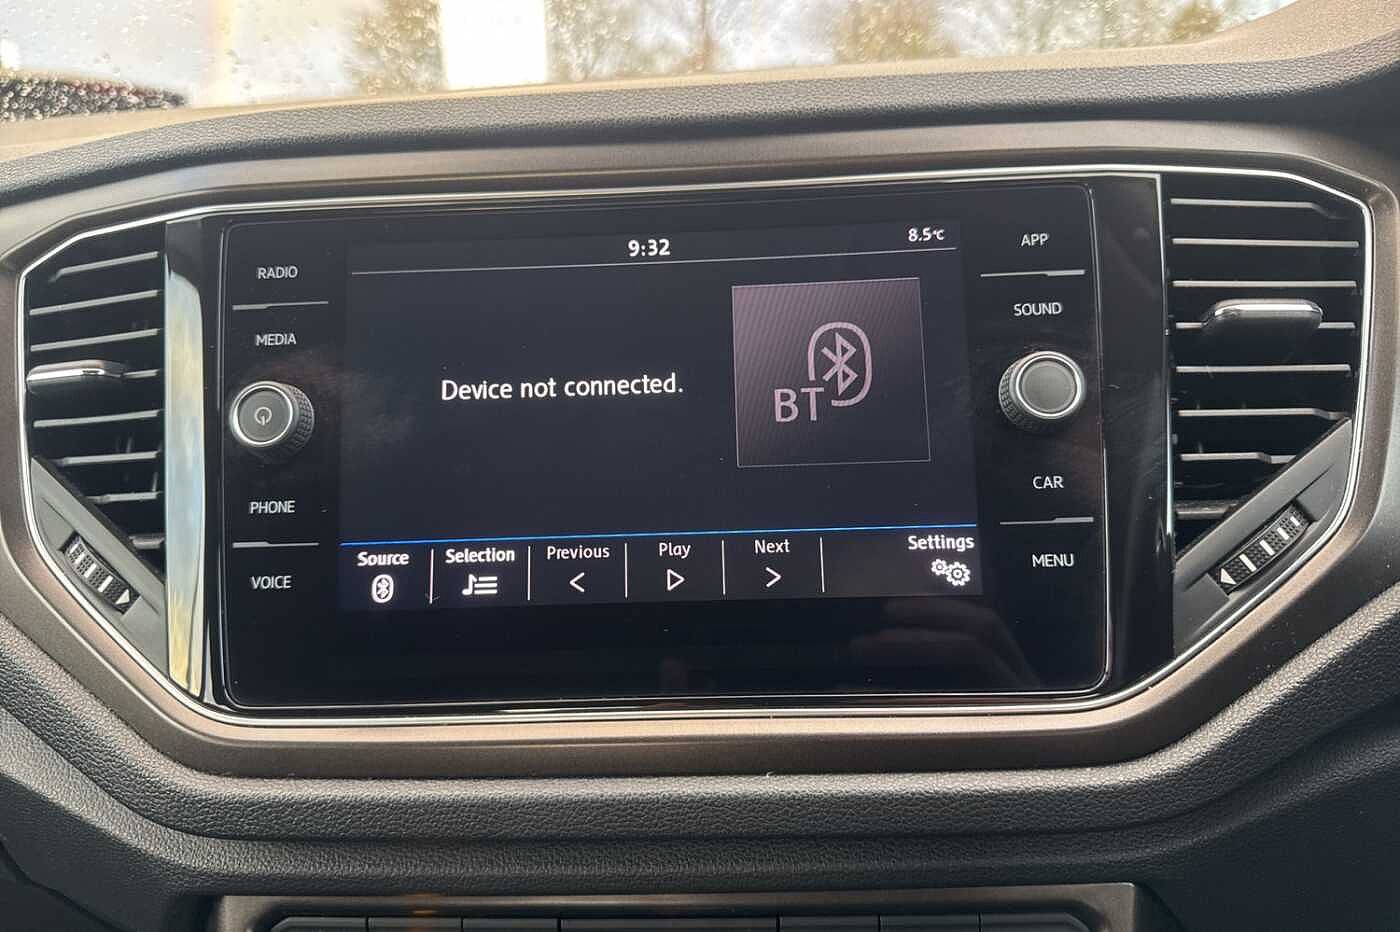 9:32
8.5°C
RADIO
MEDIA
PHONE
VOICE
Device not connected.
BT
APP
SOUND
CAR
MENU
Source
Selection
Previous
Play
Next
Settings